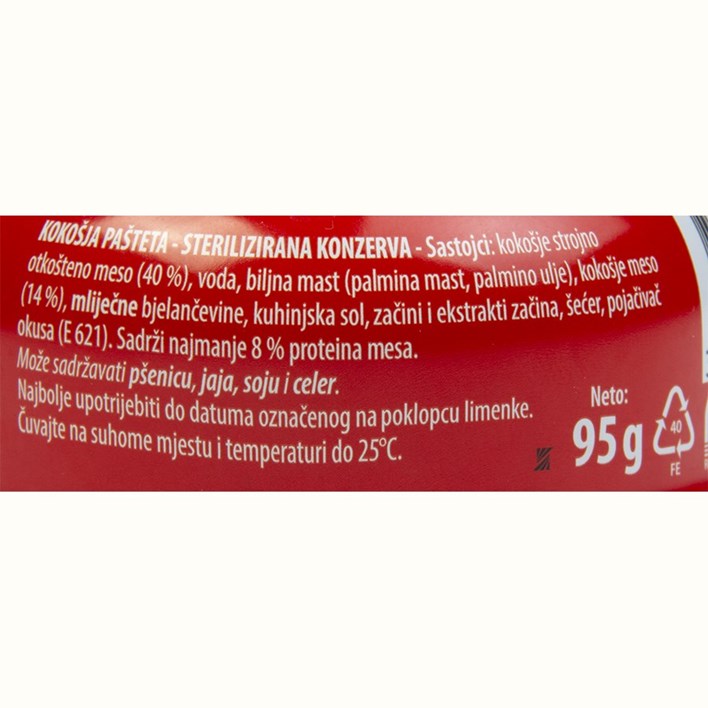 KOKOŠJA PAŠTETA - STERILIZIRANA KONZERVA - Sastojci: kokošje strojno
otkošteno meso (40 %), voda, biljna mast (palmina mast, palmino ulje), kokošje meso
(14 %), mliječne bjelančevine, kuhinjska sol, začini i ekstrakti začina, šećer, pojačivač
okusa (E 621). Sadrži najmanje 8 % proteina mesa.
Može sadržavati pšenicu, jaja, soju i celer.
Najbolje upotrijebiti do datuma označenog na poklopcu limenke.
Čuvajte na suhome mjestu i temperaturi do 25°C.
Neto:
95 g
40
FE